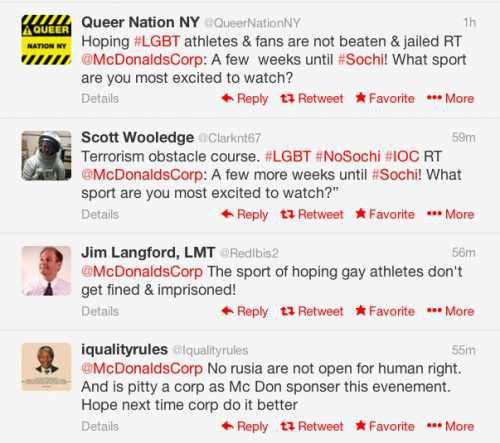 QUEER
NATION NY
Queer Nation NY @QueerNationNY 1h
Hoping #LGBT athletes & fans are not beaten & jailed RT
@McDonaldsCorp: A few weeks until #Sochi! What sport
are you most excited to watch?
Details Reply Retweet Favorite More
Scott Wooledge @Clarknt67 59m
Terrorism obstacle course. #LGBT #NoSochi #IOC RT
@McDonaldsCorp: A few more weeks until #Sochi! What
sport are you most excited to watch?”
Details Reply Retweet Favorite More
Jim Langford, LMT @RedIbis2 56m
@McDonaldsCorp The sport of hoping gay athletes don't
get fined & imprisoned!
Details Reply Retweet Favorite More
iqualityrules @Iqualityrules 55m
@McDonaldsCorp No rusia are not open for human right.
And is pitty a corp as Mc Don sponser this evenement.
Hope next time corp do it better
Details Reply Retweet Favorite More